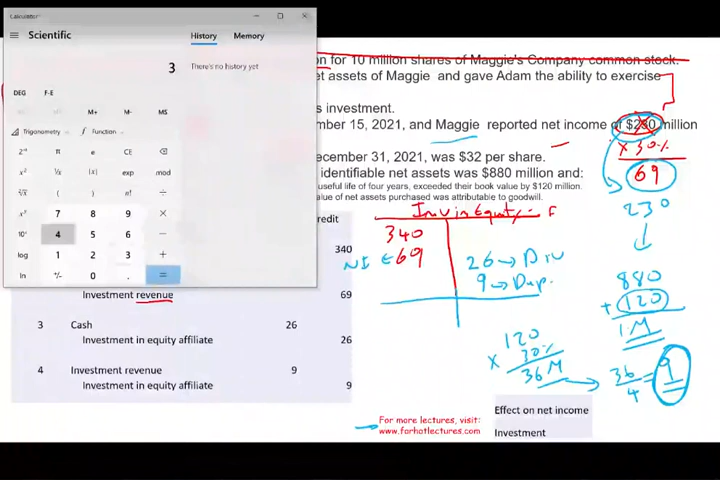 Calculator
Scientific
History Memory
3
There's no history yet
DEG F-E
M+ M- MS
Trigonometry Function
2ⁿᵈ π e CE
x² ¹/x |x| exp mod
²√x ( ) n! ÷
xʸ 7 8 9 ×
10ˣ 4 5 6 −
log 1 2 3 +
ln +/- 0 . =
on for 10 million shares of Maggie's Company common stock.
et assets of Maggie and gave Adam the ability to exercise
s investment.
mber 15, 2021, and Maggie reported net income of $230 million
ecember 31, 2021, was $32 per share.
identifiable net assets was $880 million and:
useful life of four years, exceeded their book value by $120 million.
alue of net assets purchased was attributable to goodwill.
redit
340
Investment revenue 69
3 Cash 26
Investment in equity affiliate 26
4 Investment revenue 9
Investment in equity affiliate 9
Inv in Equity -
340
NI ← 69
26 → Div
9 → Dep.
120
× 30%
36 M
x 30%
69
230
880
+ 120
1 M
36/4 = 9
9
Effect on net income
Investment
For more lectures, visit:
www.farhatlectures.com